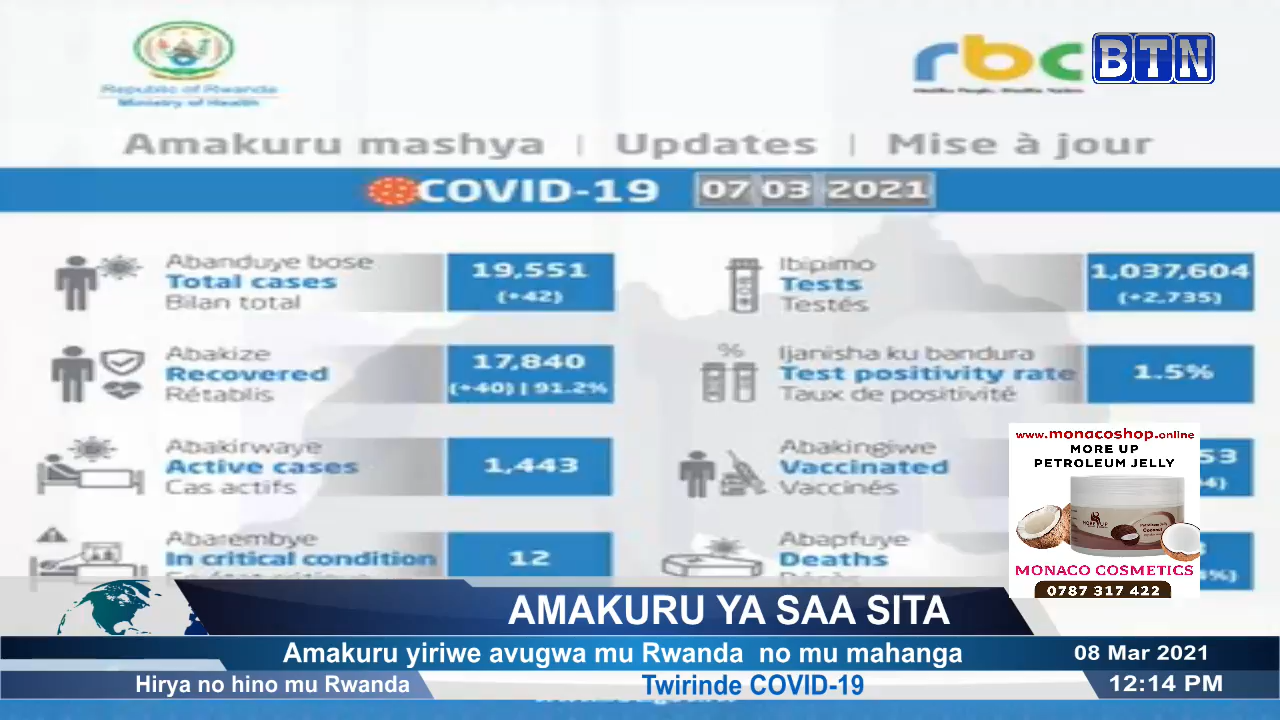 Republic of Rwanda
Ministry of Health
rbc
BTN
Amakuru mashya | Updates | Mise à jour
COVID-19 07 03 2021
Abanduye bose
Total cases
Bilan total
19,551
(+42)
Ibipimo
Tests
Testés
1,037,604
(+2,735)
Abakize
Recovered
Rétablis
17,840
(+40) | 91.2%
%
Ijanisha ku bandura
Test positivity rate
Taux de positivité
1.5%
Abakirwaye
Active cases
Cas actifs
1,443
Abakingiwe
Vaccinated
Vaccinés
53
4)
Abarembye
In critical condition
12
Abapfuye
Deaths
%)
www.monacoshop.online
MORE UP
PETROLEUM JELLY
MONACO COSMETICS
0787 317 422
AMAKURU YA SAA SITA
Amakuru yiriwe avugwa mu Rwanda no mu mahanga
08 Mar 2021
Hirya no hino mu Rwanda
Twirinde COVID-19
12:14 PM